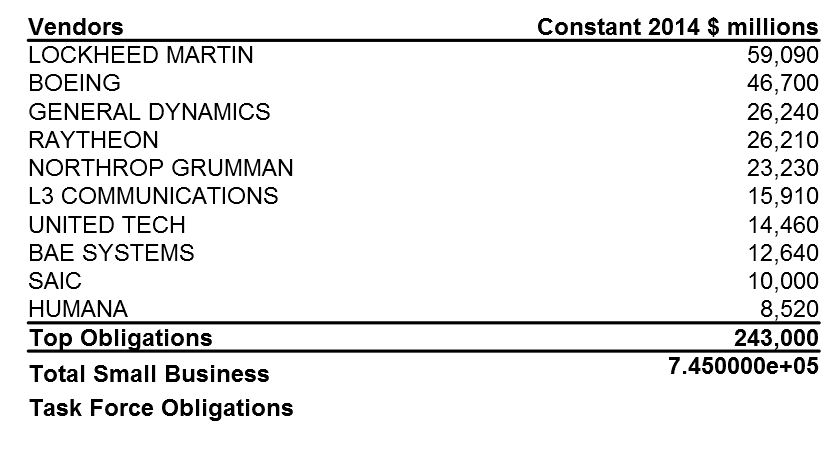 Vendors Constant 2014 $ millions
LOCKHEED MARTIN 59,090
BOEING 46,700
GENERAL DYNAMICS 26,240
RAYTHEON 26,210
NORTHROP GRUMMAN 23,230
L3 COMMUNICATIONS 15,910
UNITED TECH 14,460
BAE SYSTEMS 12,640
SAIC 10,000
HUMANA 8,520
Top Obligations 243,000
Total Small Business 7.450000e+05
Task Force Obligations